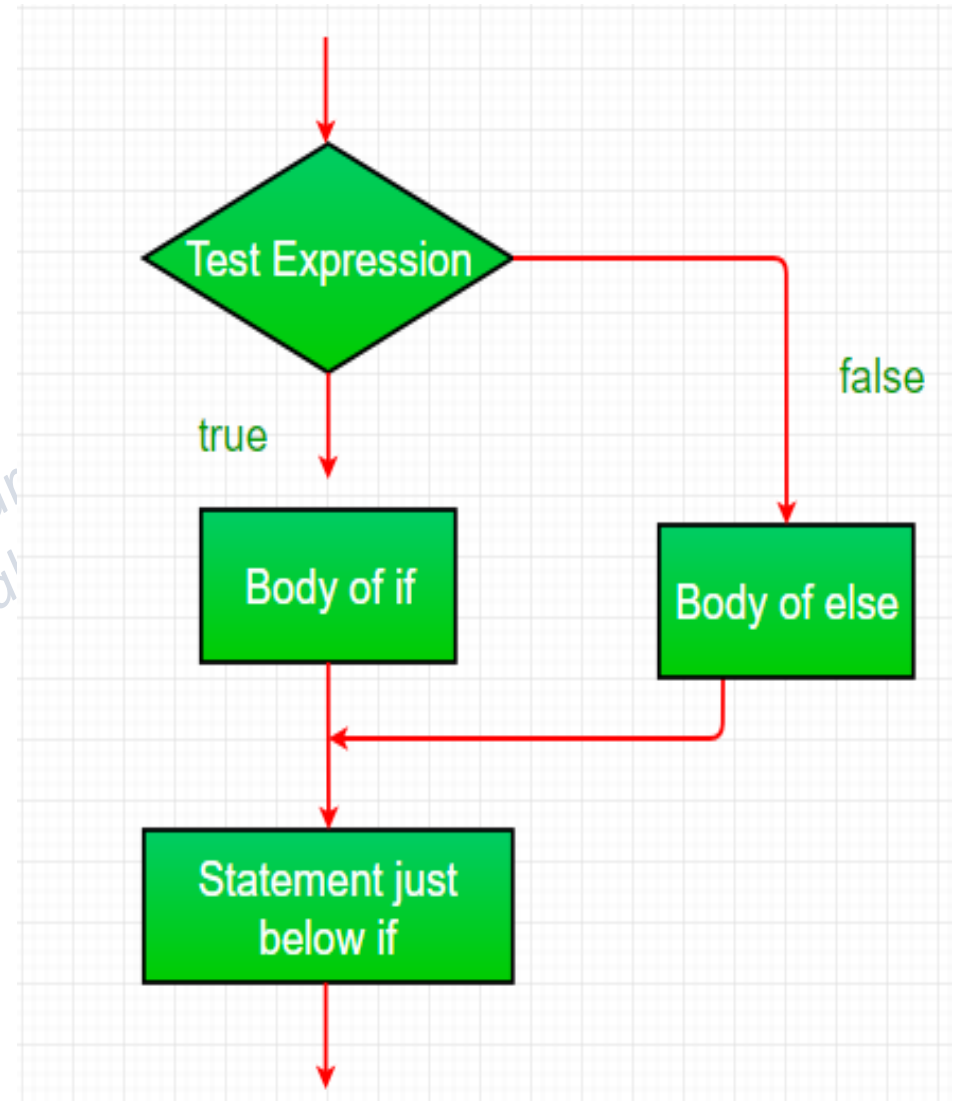 Test Expression
false
true
Body of if
Body of else
Statement just
below if